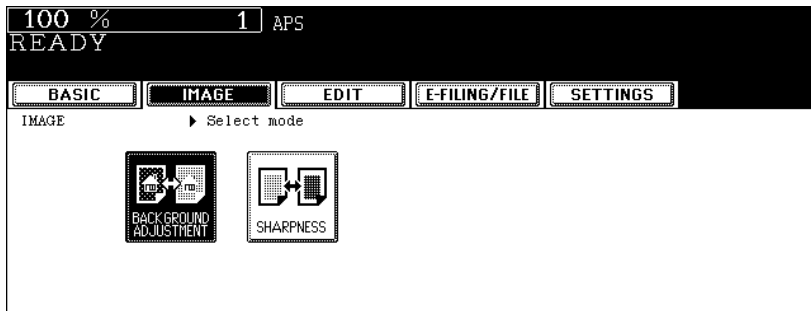 100 % 1 APS
READY
BASIC IMAGE EDIT E-FILING/FILE SETTINGS
IMAGE ▶ Select mode
BACKGROUND
ADJUSTMENT
SHARPNESS